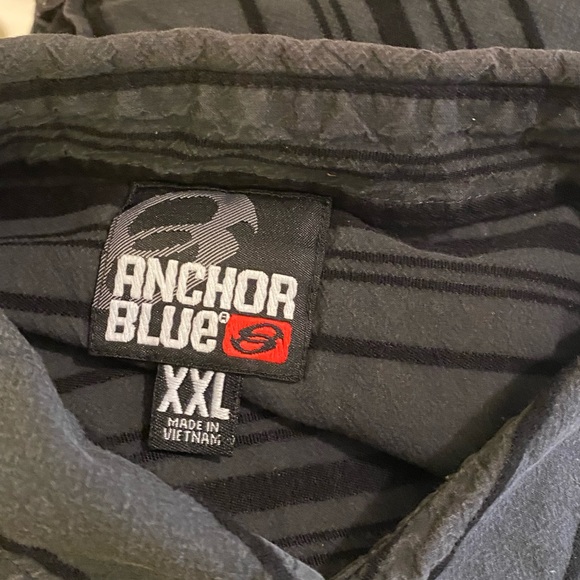 ANCHOR
BLUE®
XXL
MADE IN
VIETNAM